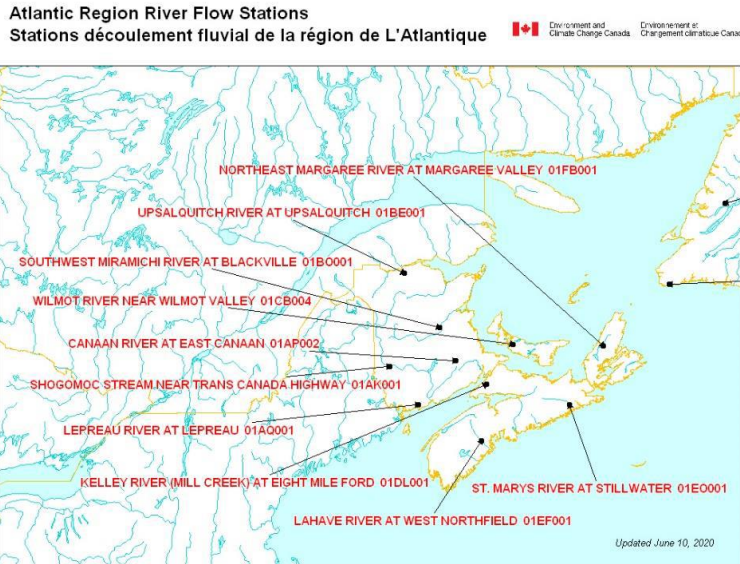 Atlantic Region River Flow Stations
Stations découlement fluvial de la région de L'Atlantique
Environment and Climate Change Canada
Environnement et Changement climatique
NORTHEAST MARGAREE RIVER AT MARGAREE VALLEY 01FB001
UPSALQUITCH RIVER AT UPSALQUITCH 01BE001
SOUTHWEST MIRAMICHI RIVER AT BLACKVILLE 01BO001
WILMOT RIVER NEAR WILMOT VALLEY 01CB004
CANAAN RIVER AT EAST CANAAN 01AP002
SHOGOMOC STREAM NEAR TRANS CANADA HIGHWAY 01AK001
LEPREAU RIVER AT LEPREAU 01AQ001
KELLEY RIVER (MILL CREEK) AT EIGHT MILE FORD 01DL001
ST. MARYS RIVER AT STILLWATER 01EO001
LAHAVE RIVER AT WEST NORTHFIELD 01EF001
Updated June 10, 2020